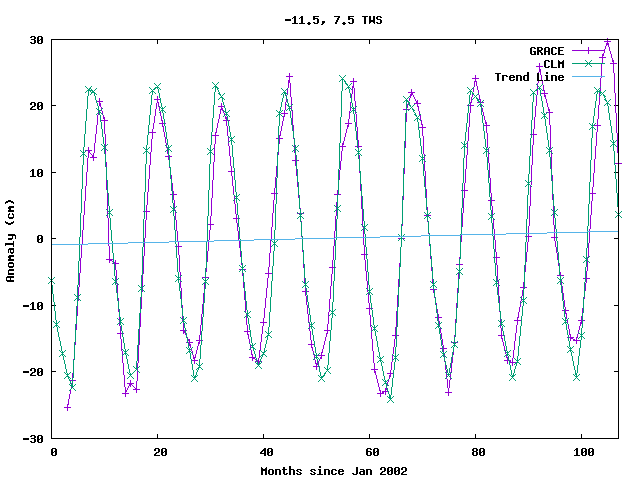 -11.5, 7.5 TWS
GRACE
CLM
Trend Line
30
20
10
0
-10
-20
-30
Anomaly (cm)
0 20 40 60 80 100
Months since Jan 2002